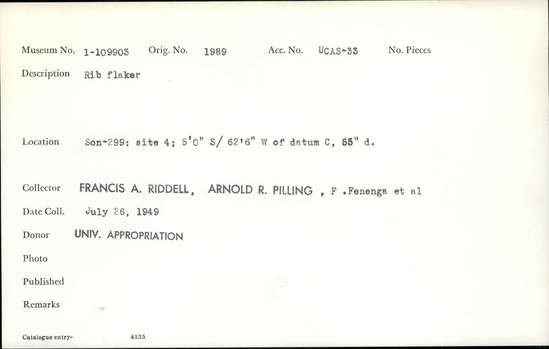 Museum No. 1-109903 Orig. No. 1989 Acc. No. UCAS-33 No. Pieces
Description Rib flaker
Location Son-299: site 4; 5'0" S/ 62'6" W of datum C, 55" d.
Collector FRANCIS A. RIDDELL, ARNOLD R. PILLING , F .Fenenga et al
Date Coll. July 26, 1949
Donor UNIV. APPROPRIATION
Photo
Published
Remarks
Catalogue entry- 4135